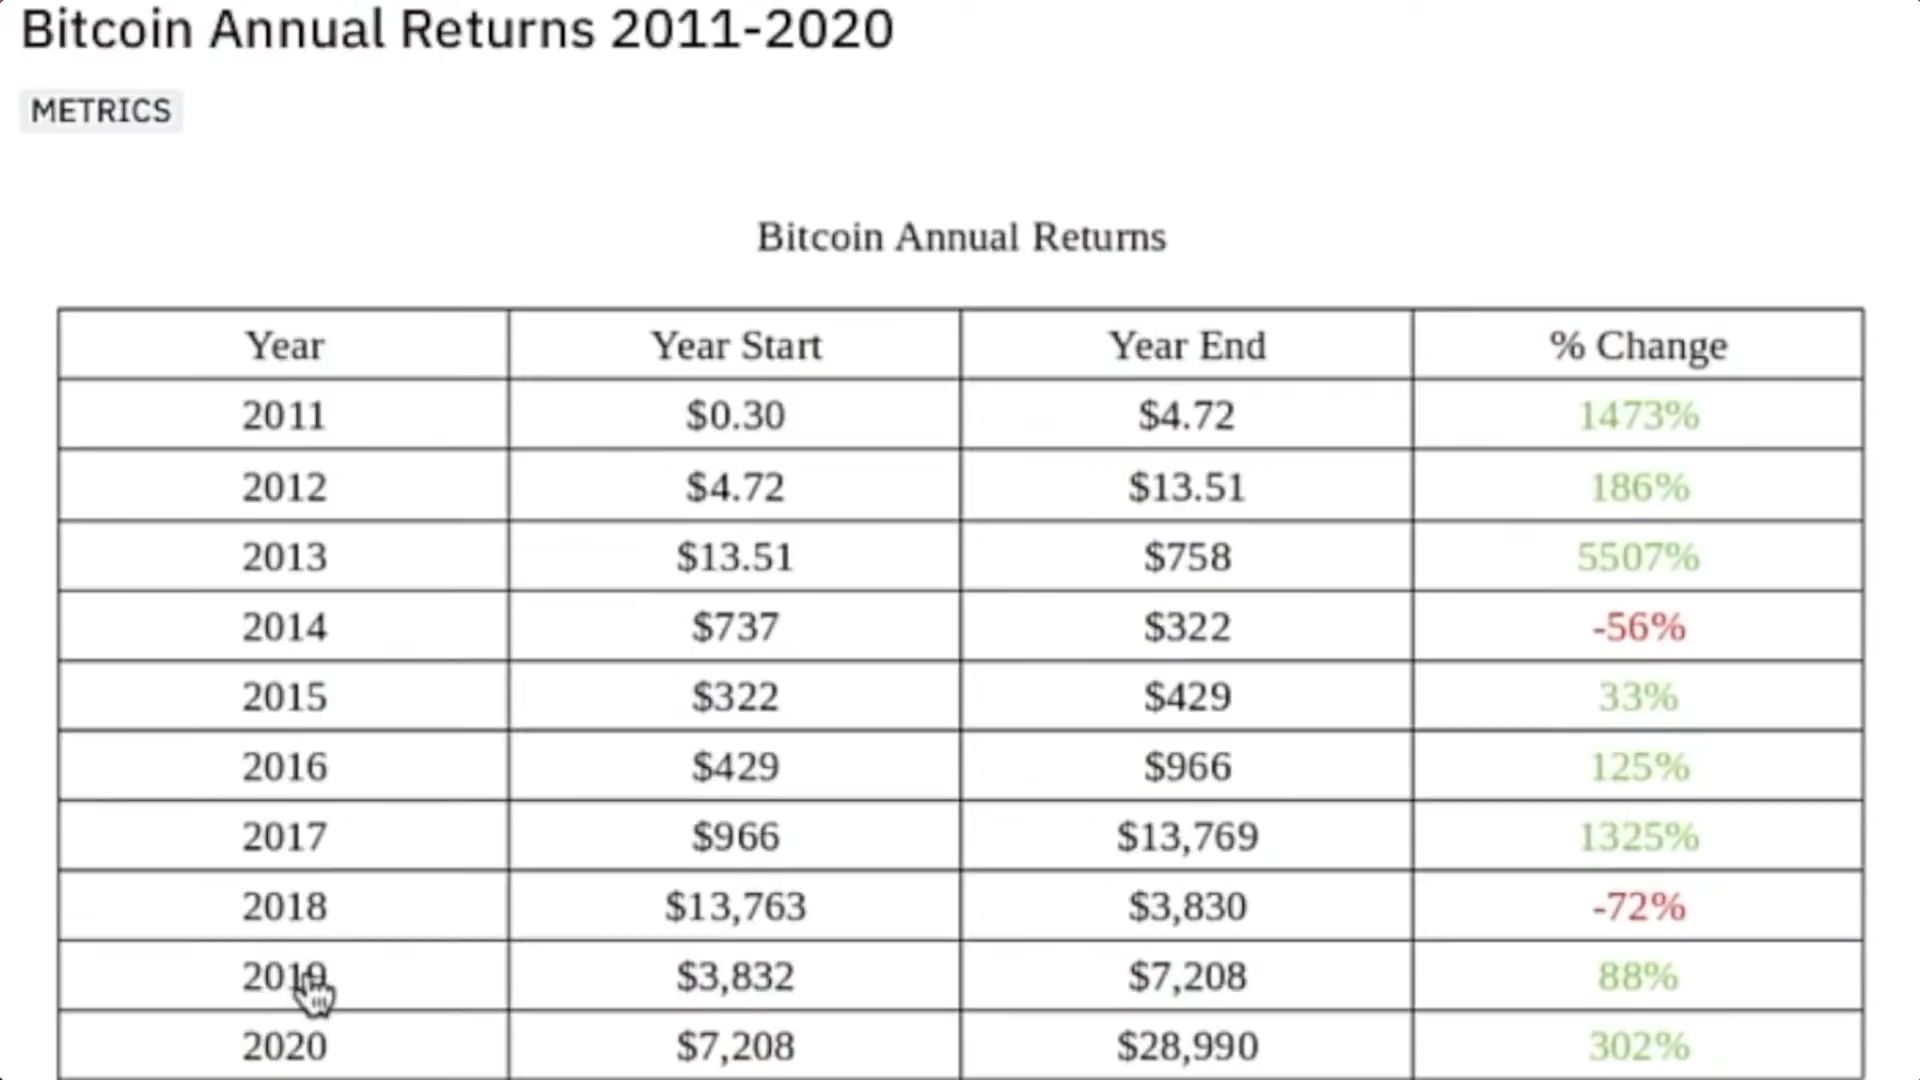 Bitcoin Annual Returns 2011-2020
METRICS
Bitcoin Annual Returns
Year Year Start Year End % Change
2011 $0.30 $4.72 1473%
2012 $4.72 $13.51 186%
2013 $13.51 $758 5507%
2014 $737 $322 -56%
2015 $322 $429 33%
2016 $429 $966 125%
2017 $966 $13,769 1325%
2018 $13,763 $3,830 -72%
2019 $3,832 $7,208 88%
2020 $7,208 $28,990 302%